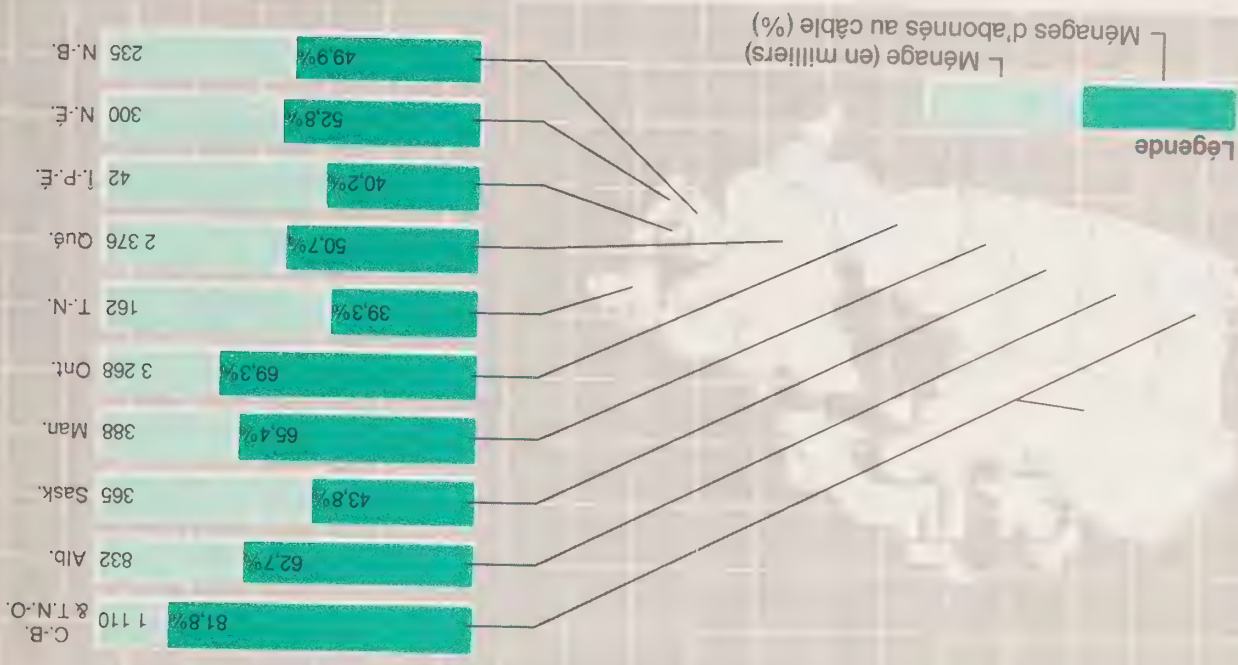 81,8% 1 110 C.-B.
& T.N.-O.
62,7% 832 Alb.
43,8% 365 Sask.
65,4% 388 Man.
69,3% 3 268 Ont.
39,3% 162 T.-N.
50,7% 2 376 Qué.
40,2% 42 Î.-P.-É.
52,8% 300 N.-É.
49,9% 235 N.-B.
Légende
Ménage (en milliers)
Ménages d'abonnés au câble (%)